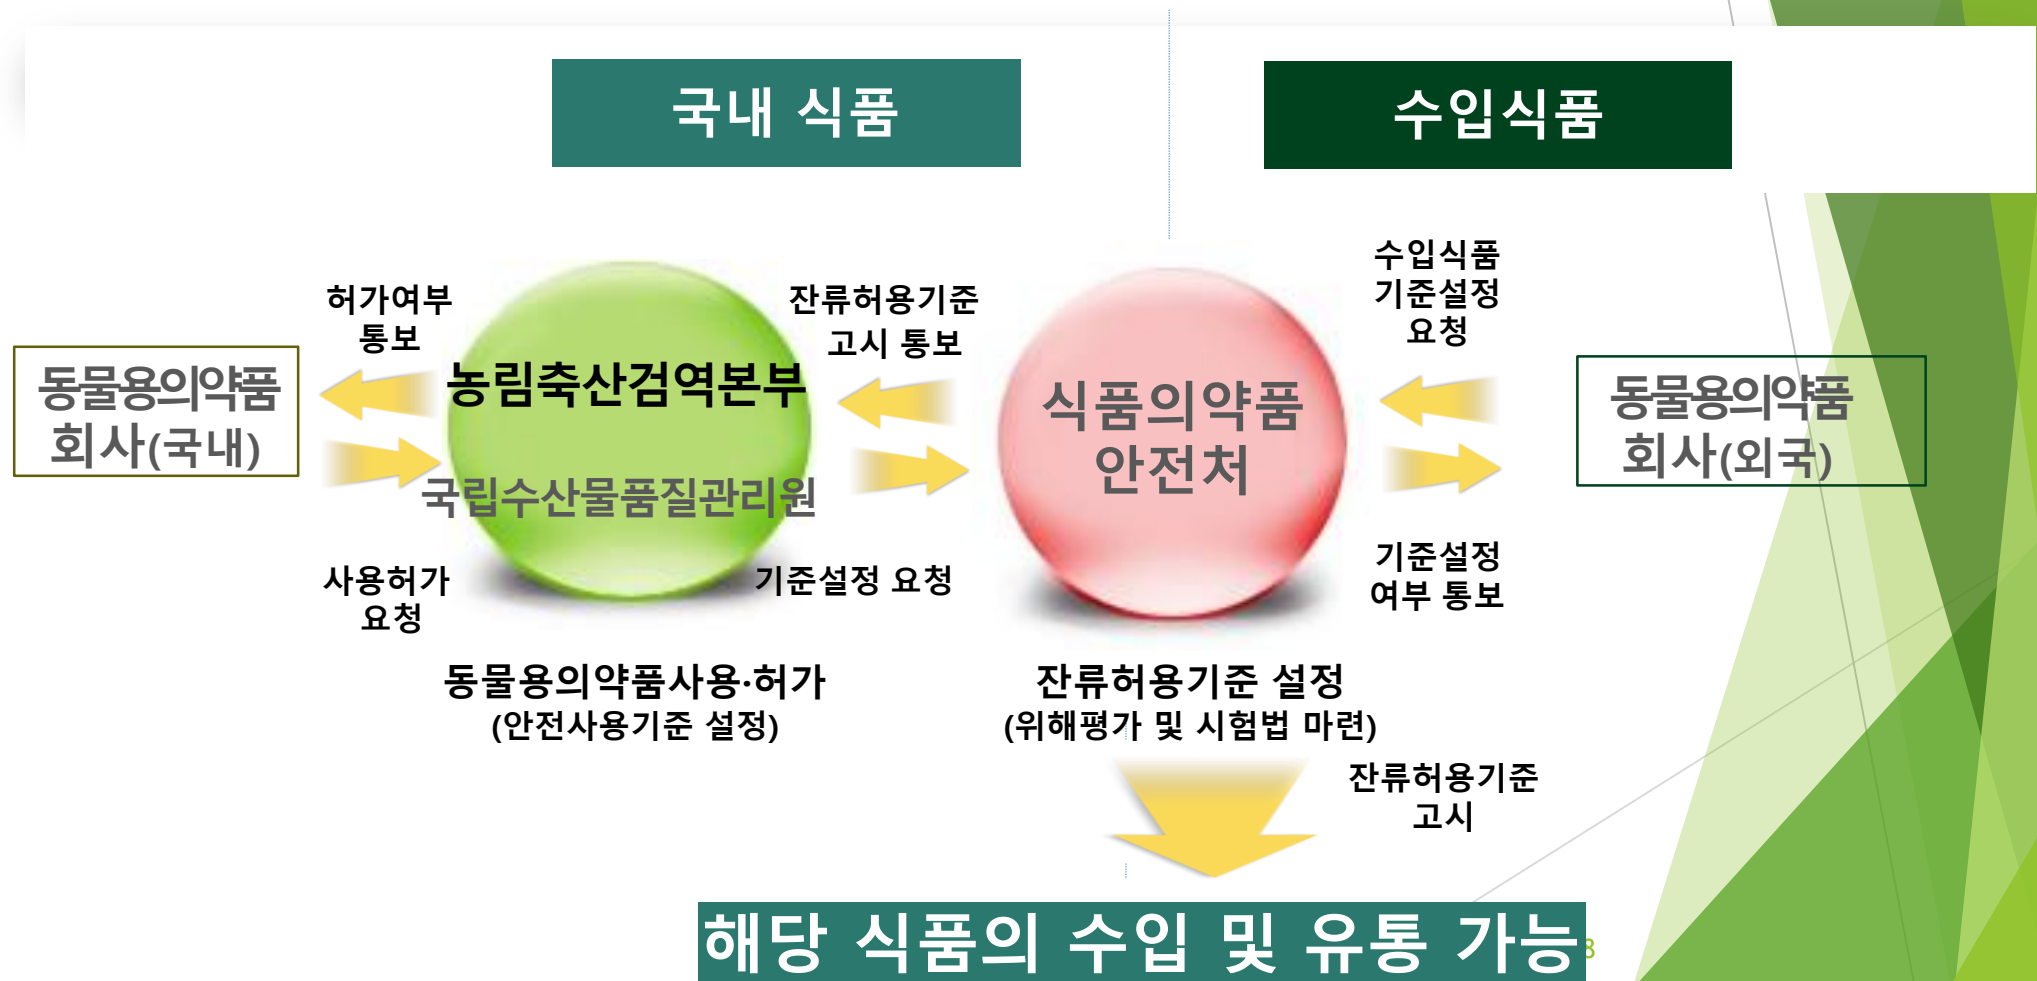 국내 식품
수입식품
허가여부
통보
잔류허용기준
고시 통보
수입식품
기준설정
요청
동물용의약품
회사(국내)
농림축산검역본부
국립수산물품질관리원
식품의약품
안전처
동물용의약품
회사(외국)
사용허가
요청
기준설정 요청
기준설정
여부 통보
동물용의약품사용·허가
(안전사용기준 설정)
잔류허용기준 설정
(위해평가 및 시험법 마련)
잔류허용기준
고시
해당 식품의 수입 및 유통 가능
8